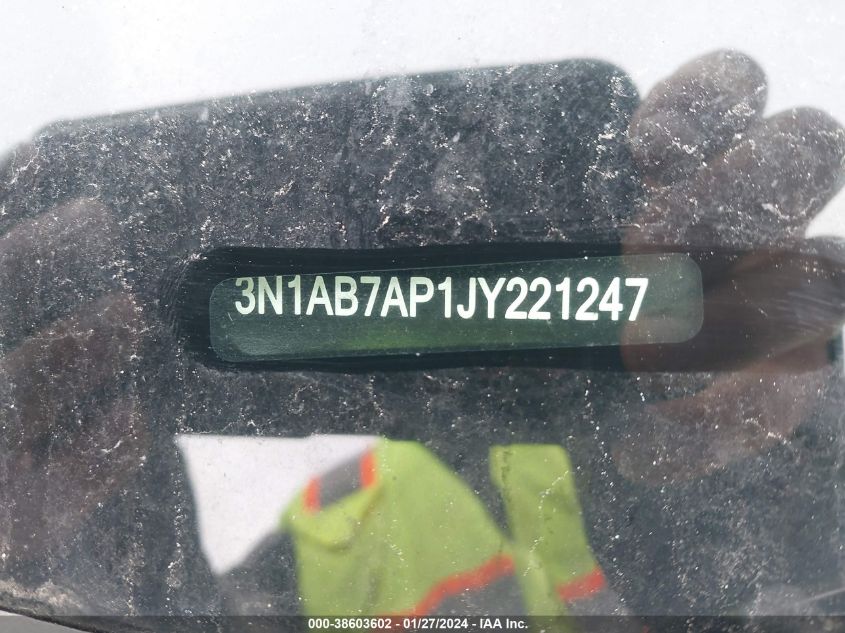 3N1AB7AP1JY221247
000-38603602 - 01/27/2024 - IAA Inc.